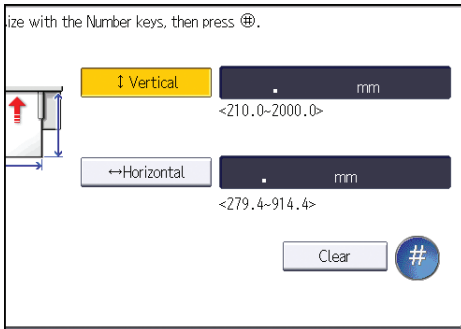 ize with the Number keys, then press ⊕.
↕ Vertical
. mm
<210.0~2000.0>
↔Horizontal
. mm
<279.4~914.4>
Clear
#